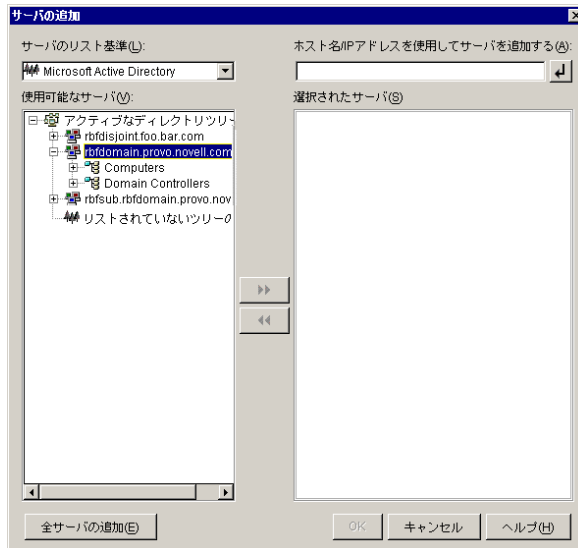 サーバの追加
サーバのリスト基準(L):
Microsoft Active Directory
使用可能なサーバ(V):
アクティブなディレクトリツリー
rbfdisjoint.foo.bar.com
rbfdomain.provo.novell.com
Computers
Domain Controllers
rbfsub.rbfdomain.provo.nov
リストされていないツリーの
ホスト名/IPアドレスを使用してサーバを追加する(A):
選択されたサーバ(S)
全サーバの追加(E)
OK
キャンセル
ヘルプ(H)